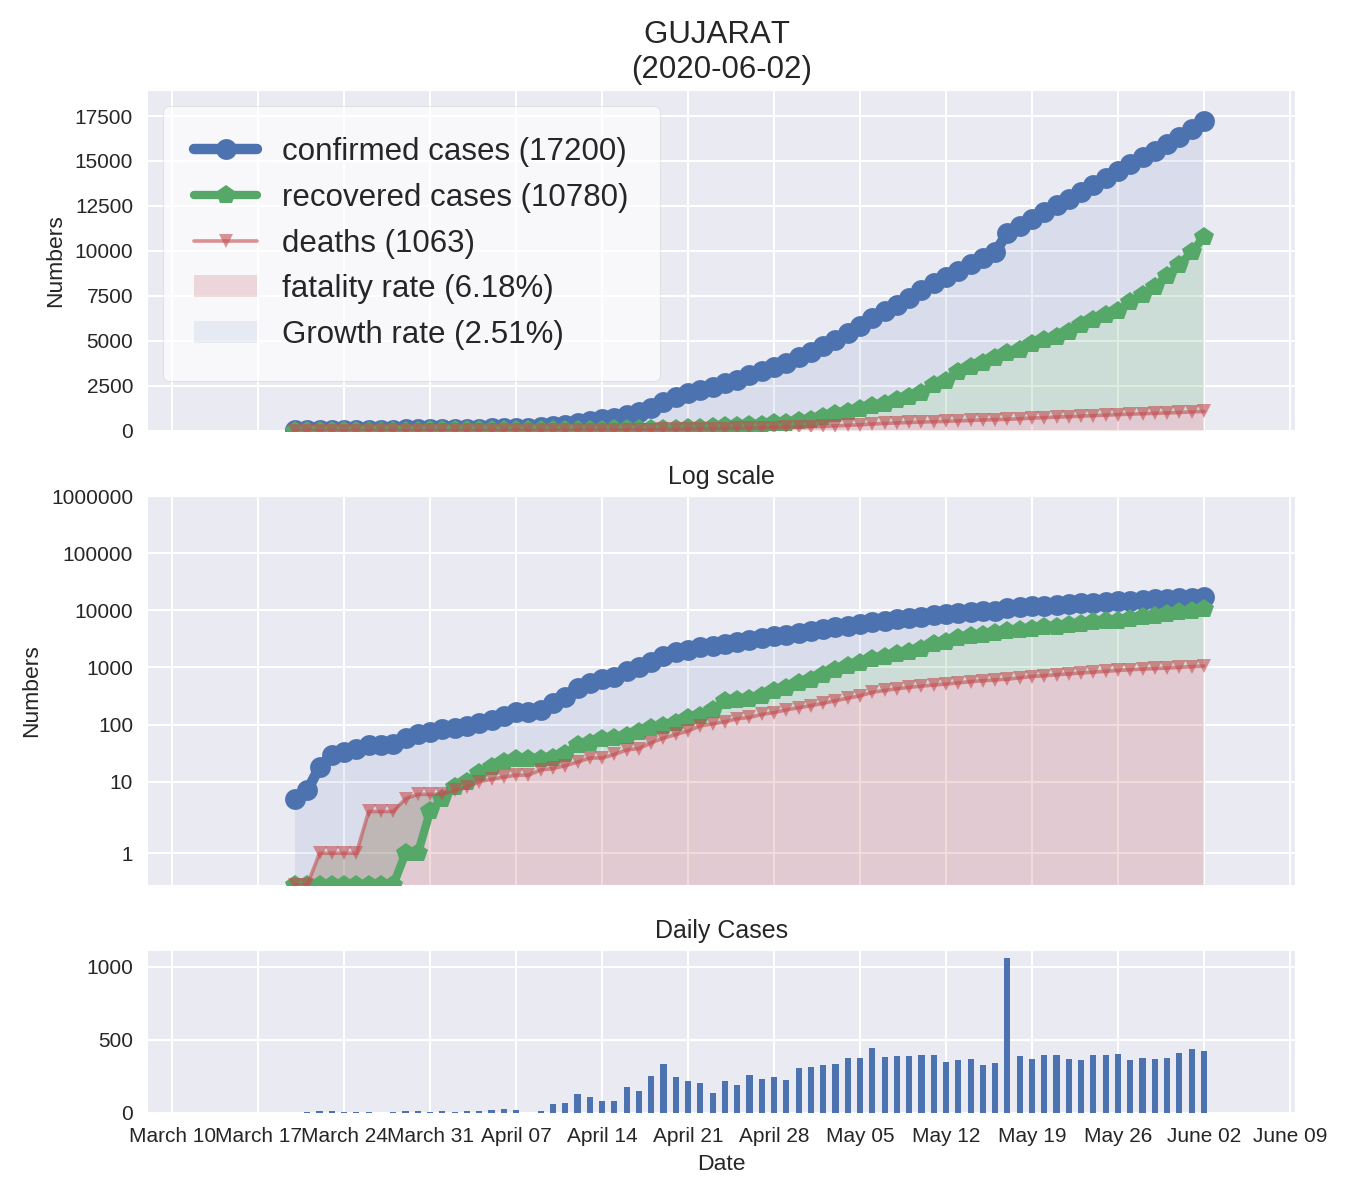 GUJARAT
(2020-06-02)
17500
15000
12500
10000
7500
5000
2500
0
Numbers
confirmed cases (17200)
recovered cases (10780)
deaths (1063)
fatality rate (6.18%)
Growth rate (2.51%)
Log scale
1000000
100000
10000
1000
100
10
1
Numbers
Daily Cases
1000
500
0
March 10 March 17 March 24 March 31 April 07 April 14 April 21 April 28 May 05 May 12 May 19 May 26 June 02 June 09
Date